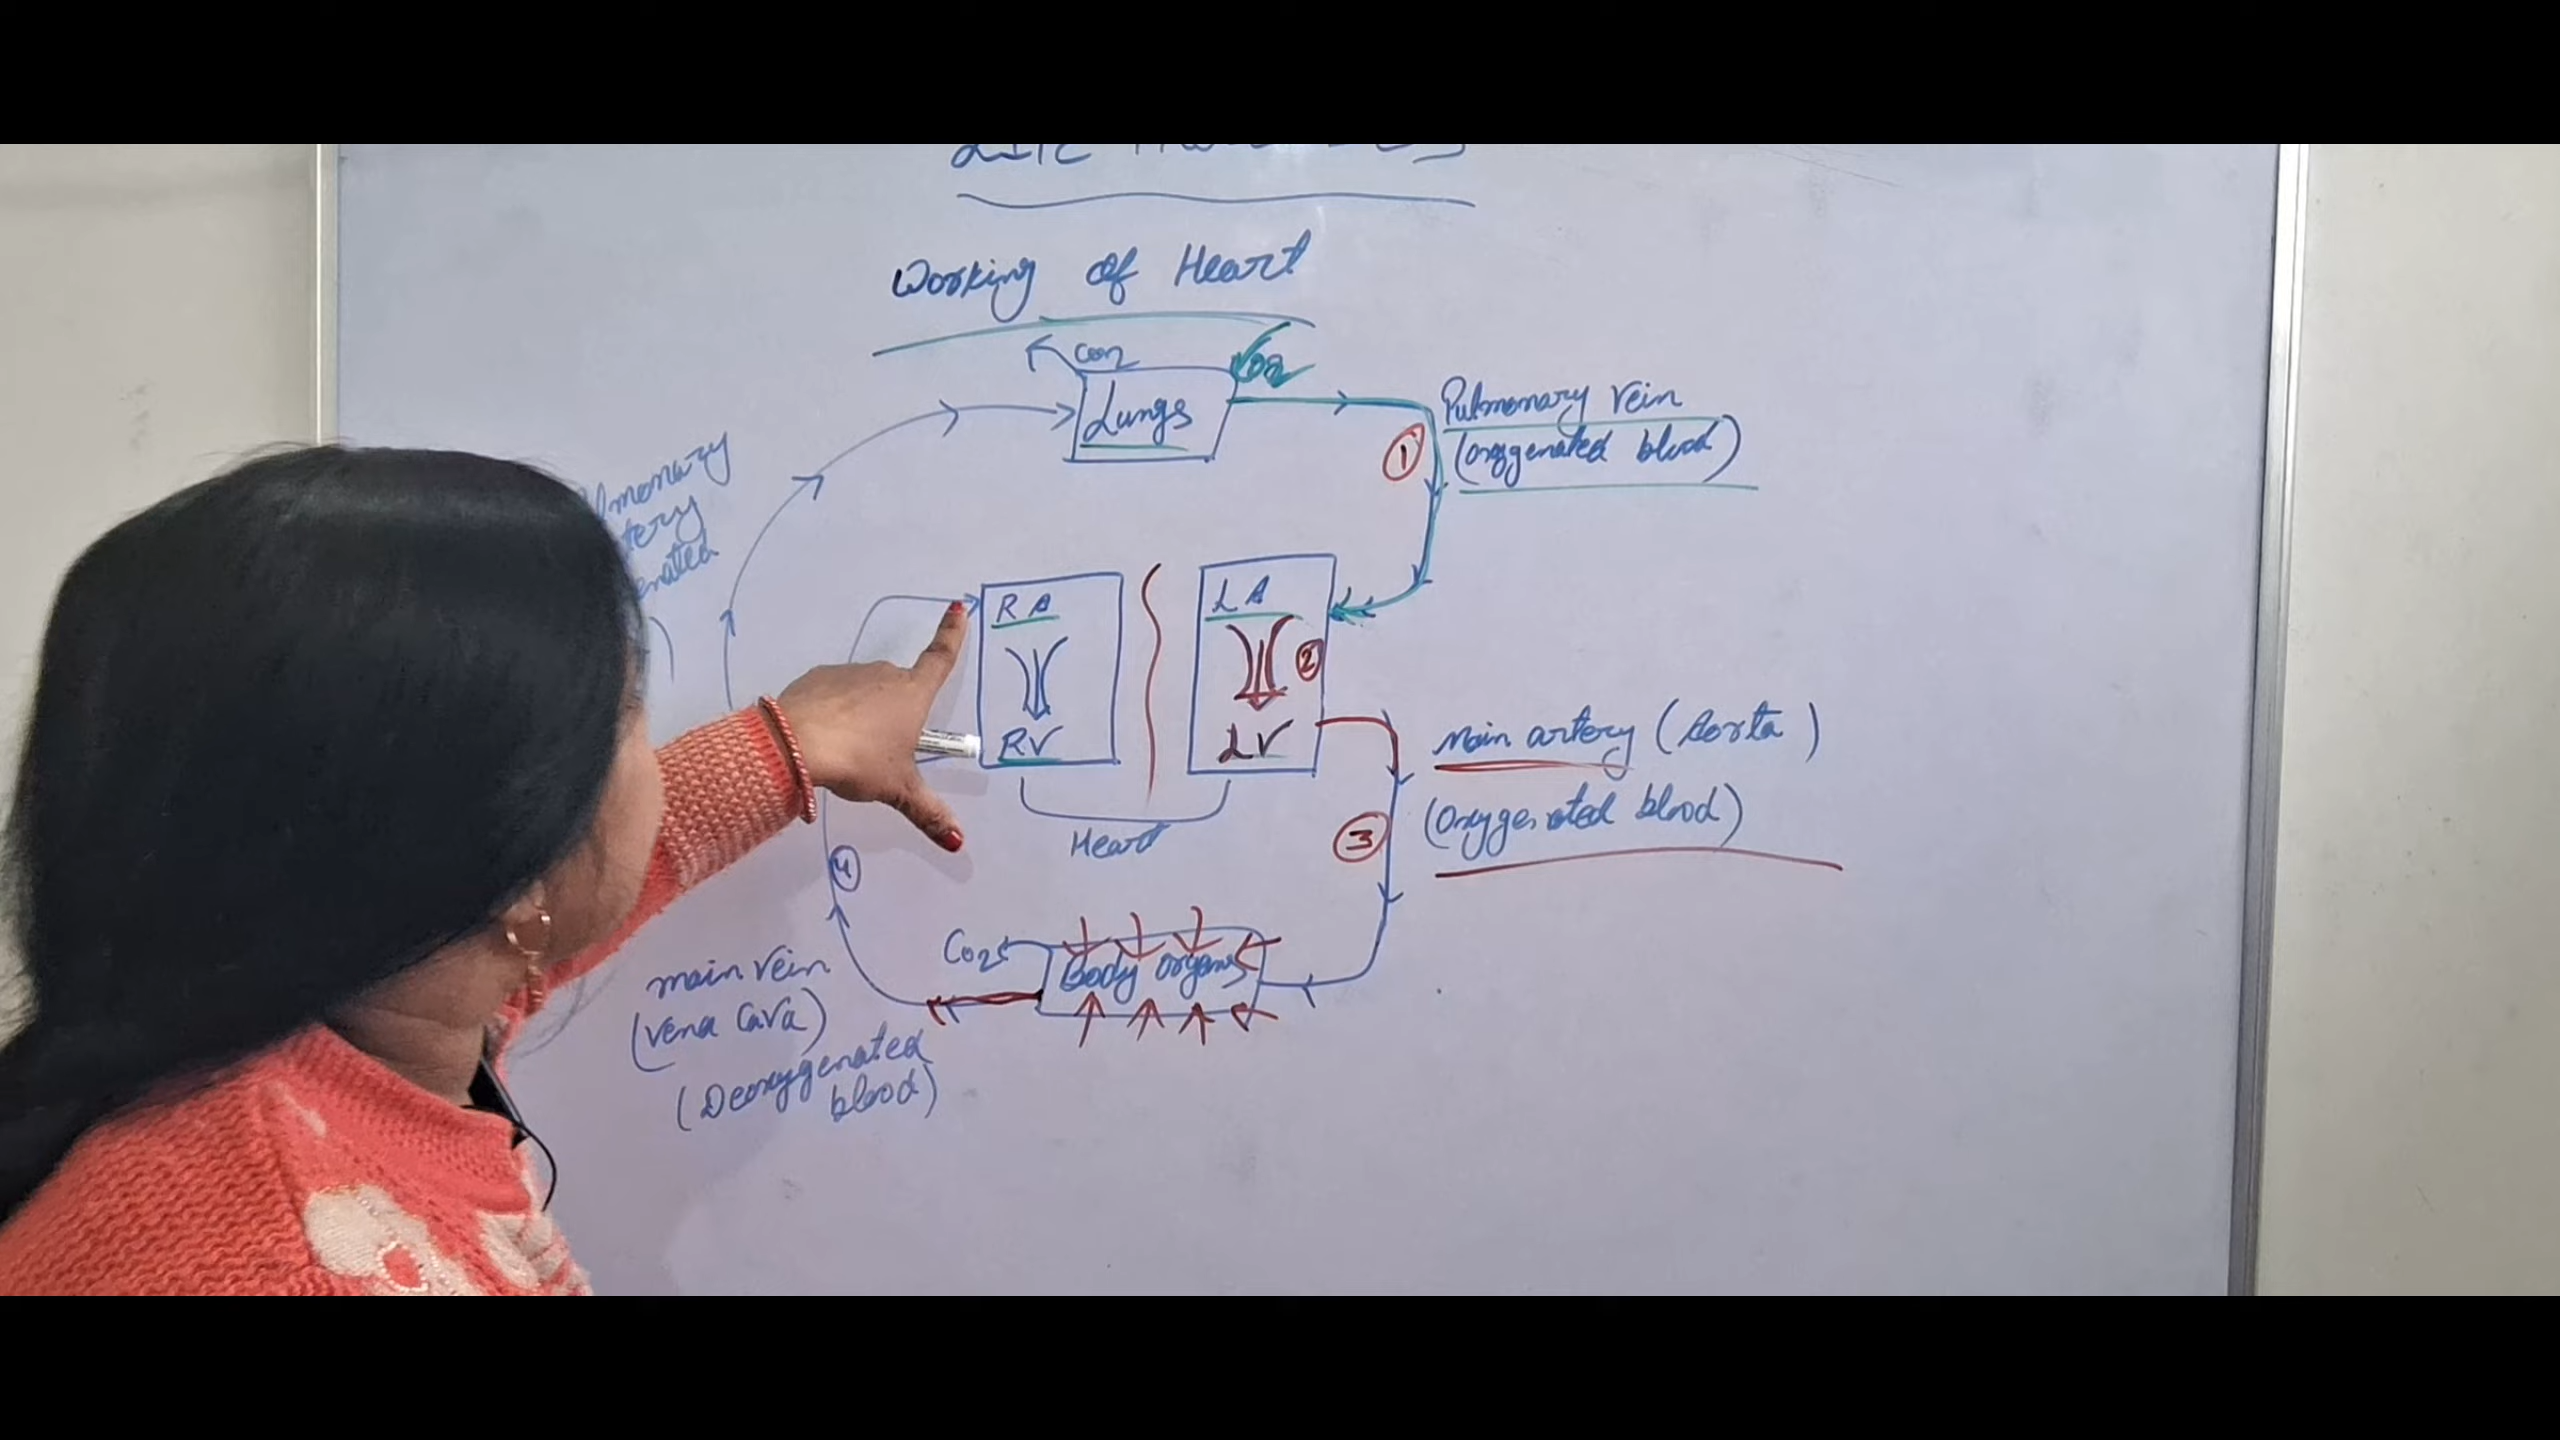 Working of Heart
Co2
O2
Lungs
Pulmonary Vein
(oxygenated blood)
1
RA
LA
2
RV
LV
Main artery (Aorta)
(oxygenated blood)
Heart
3
4
Co2
Body organs
main vein
(vena cava)
(Deoxygenated
blood)